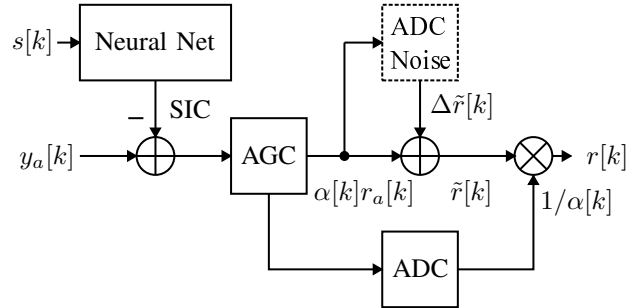 s[k]
Neural Net
ADC
Noise
−
SIC
Δr̃[k]
y_a[k]
AGC
r[k]
α[k]r_a[k]
r̃[k]
1/α[k]
ADC